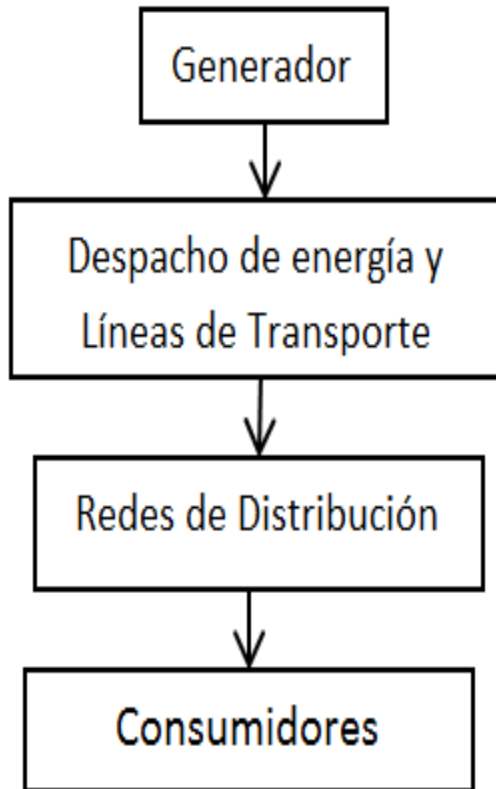 Generador
Despacho de energía y
Líneas de Transporte
Redes de Distribución
Consumidores